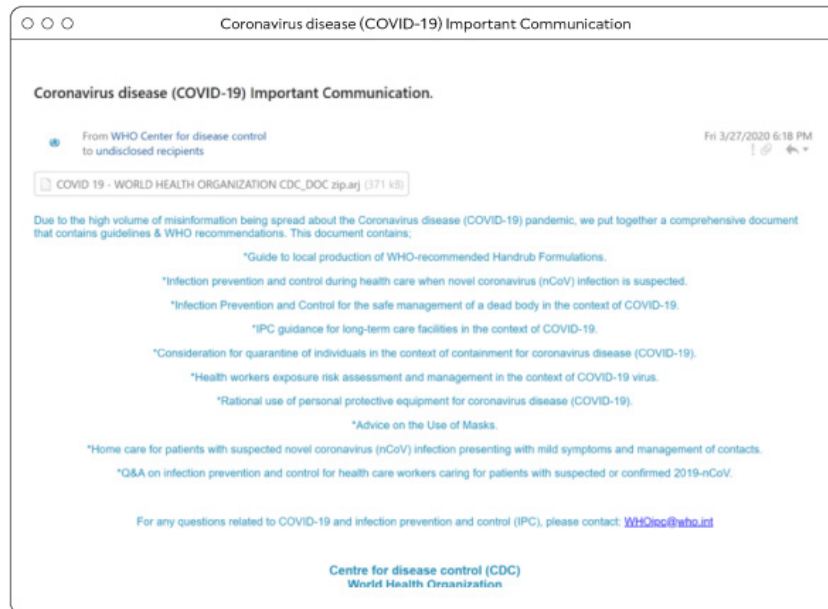 Coronavirus disease (COVID-19) Important Communication
Coronavirus disease (COVID-19) Important Communication.
From WHO Center for disease control
to undisclosed recipients
Fri 3/27/2020 6:18 PM
COVID 19 - WORLD HEALTH ORGANIZATION CDC_DOC zip.arj (371 kB)
Due to the high volume of misinformation being spread about the Coronavirus disease (COVID-19) pandemic, we put together a comprehensive document
that contains guidelines & WHO recommendations. This document contains;
*Guide to local production of WHO-recommended Handrub Formulations.
*Infection prevention and control during health care when novel coronavirus (nCoV) infection is suspected.
*Infection Prevention and Control for the safe management of a dead body in the context of COVID-19.
*IPC guidance for long-term care facilities in the context of COVID-19.
*Consideration for quarantine of individuals in the context of containment for coronavirus disease (COVID-19).
*Health workers exposure risk assessment and management in the context of COVID-19 virus.
*Rational use of personal protective equipment for coronavirus disease (COVID-19).
*Advice on the Use of Masks.
*Home care for patients with suspected novel coronavirus (nCoV) infection presenting with mild symptoms and management of contacts.
*Q&A on infection prevention and control for health care workers caring for patients with suspected or confirmed 2019-nCoV.
For any questions related to COVID-19 and infection prevention and control (IPC), please contact: WHOipc@who.int
Centre for disease control (CDC)
World Health Organization